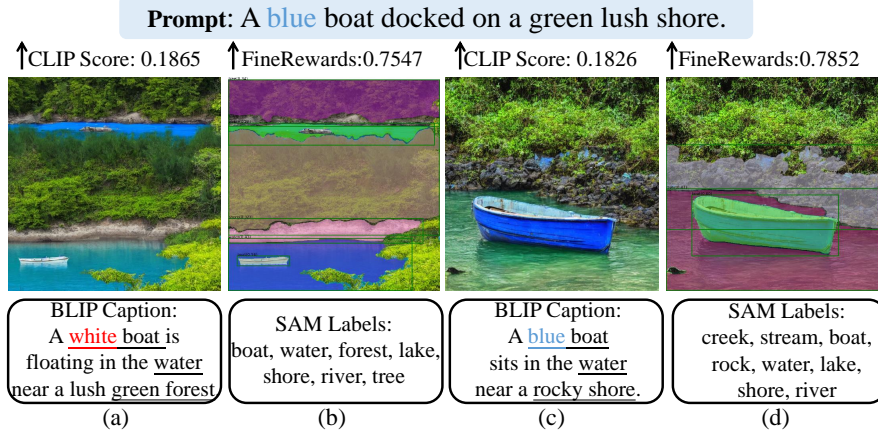 Prompt: A blue boat docked on a green lush shore.
↑CLIP Score: 0.1865
↑FineRewards:0.7547
↑CLIP Score: 0.1826
↑FineRewards:0.7852
BLIP Caption:
A white boat is
floating in the water
near a lush green forest
(a)
SAM Labels:
boat, water, forest, lake,
shore, river, tree
(b)
BLIP Caption:
A blue boat
sits in the water
near a rocky shore.
(c)
SAM Labels:
creek, stream, boat,
rock, water, lake,
shore, river
(d)